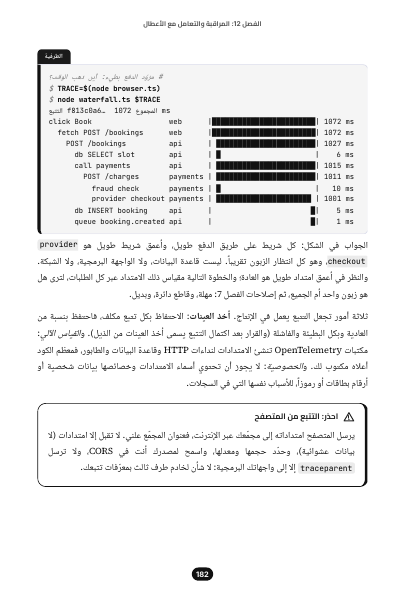 الفصل 12: المراقبة والتعامل مع الأعطال
الطرفية
# مزوّد الدفع بطيء: أين ذهب الوقت؟
$ TRACE=$(node browser.ts)
$ node waterfall.ts $TRACE
التتبع f813c0a6… المجموع 1072 ms
click Book web |████████████████████| 1072 ms
fetch POST /bookings web |████████████████████| 1072 ms
POST /bookings api |████████████████████| 1027 ms
db SELECT slot api | █ | 6 ms
call payments api | ███████████████████| 1015 ms
POST /charges payments | ███████████████████| 1011 ms
fraud check payments | █ | 10 ms
provider checkout payments | ██████████████████ | 1001 ms
db INSERT booking api | █| 5 ms
queue booking.created api | █| 1 ms
الجواب في الشكل: كل شريط على طريق الدفع طويل، وأعمق شريط طويل هو provider
checkout، وهو كل انتظار الزبون تقريباً. ليست قاعدة البيانات، ولا الواجهة البرمجية، ولا الشبكة.
والنظر في أعمق امتداد طويل هو العادة؛ والخطوة التالية مقياس ذلك الامتداد عبر كل الطلبات، لترى هل
هو زبون واحد أم الجميع، ثم إصلاحات الفصل 7: مهلة، وقاطع دائرة، وبديل.
ثلاثة أمور تجعل التتبع يعمل في الإنتاج. أخذ العينات: الاحتفاظ بكل تتبع مكلف، فاحتفظ بنسبة من
العادية وبكل البطيئة والفاشلة (والقرار بعد اكتمال التتبع يسمى أخذ العينات من الذيل). والقياس الآلي:
مكتبات OpenTelemetry تنشئ الامتدادات لنداءات HTTP وقاعدة البيانات والطابور، فمعظم الكود
أعلاه مكتوب لك. والخصوصية: لا يجوز أن تحتوي أسماء الامتدادات وخصائصها بيانات شخصية أو
أرقام بطاقات أو رموزاً، للأسباب نفسها التي في السجلات.
احذر: التتبع من المتصفح
يرسل المتصفح امتداداته إلى مجمّعك عبر الإنترنت، فعنوان المجمّع علني. لا تقبل إلا امتدادات (لا
بيانات عشوائية)، وحدّد حجمها ومعدلها، واسمح لمصدرك أنت في CORS، ولا ترسل
traceparent إلا إلى واجهاتك البرمجية: لا شأن لخادم طرف ثالث بمعرّفات تتبعك.
182